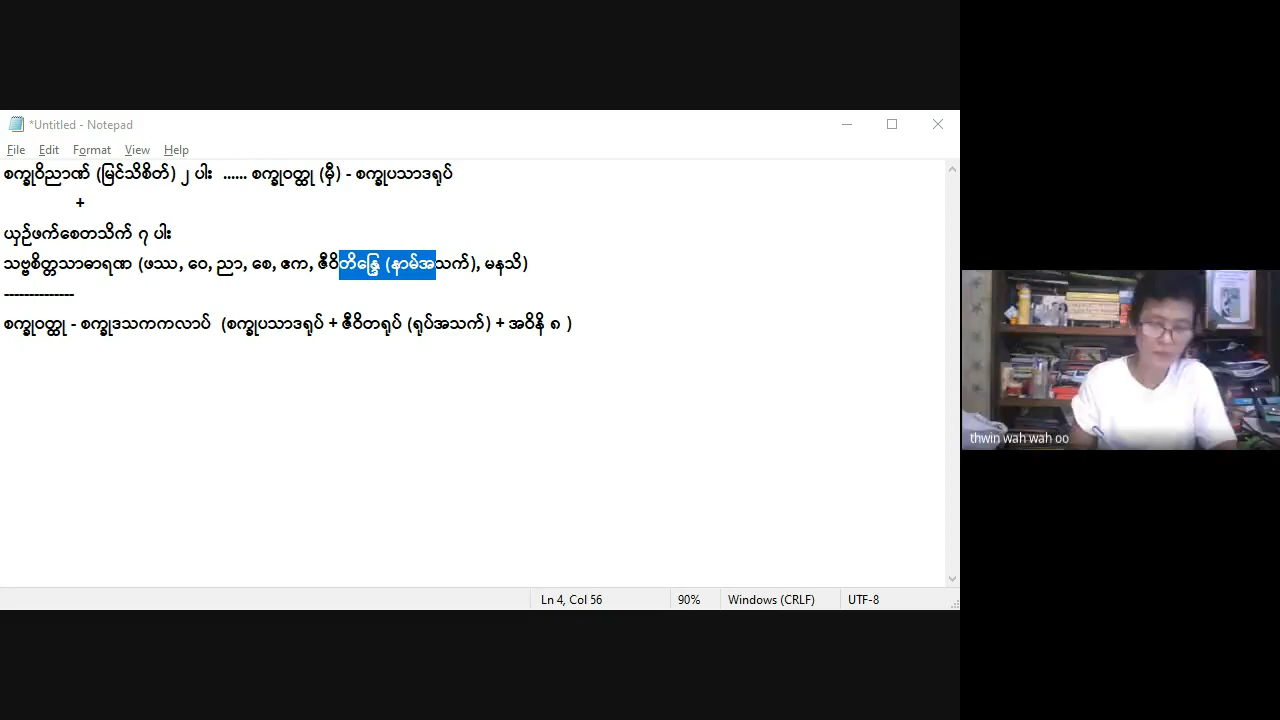 *Untitled - Notepad
File Edit Format View Help
စက္ခုဝိညာဏ် (မြင်သိစိတ်) ၂ ပါး ...... စက္ခုဝတ္ထု (မှီ) - စက္ခုပသာဒရုပ်
+
ယှဉ်ဖက်စေတသိက် ၇ ပါး
သဗ္ဗစိတ္တသာဓာရဏ (ဖဿ, ဝေ, ညာ, စေ, ဧက, ဇီဝိတိန္ဒြေ (နာမ်အသက်), မနသိ)
--------------
စက္ခုဝတ္ထု - စက္ခုဒသကကလာပ် (စက္ခုပသာဒရုပ် + ဇီဝိတရုပ် (ရုပ်အသက်) + အဝိနိ ၈ )
Ln 4, Col 56 90% Windows (CRLF) UTF-8
thwin wah wah oo